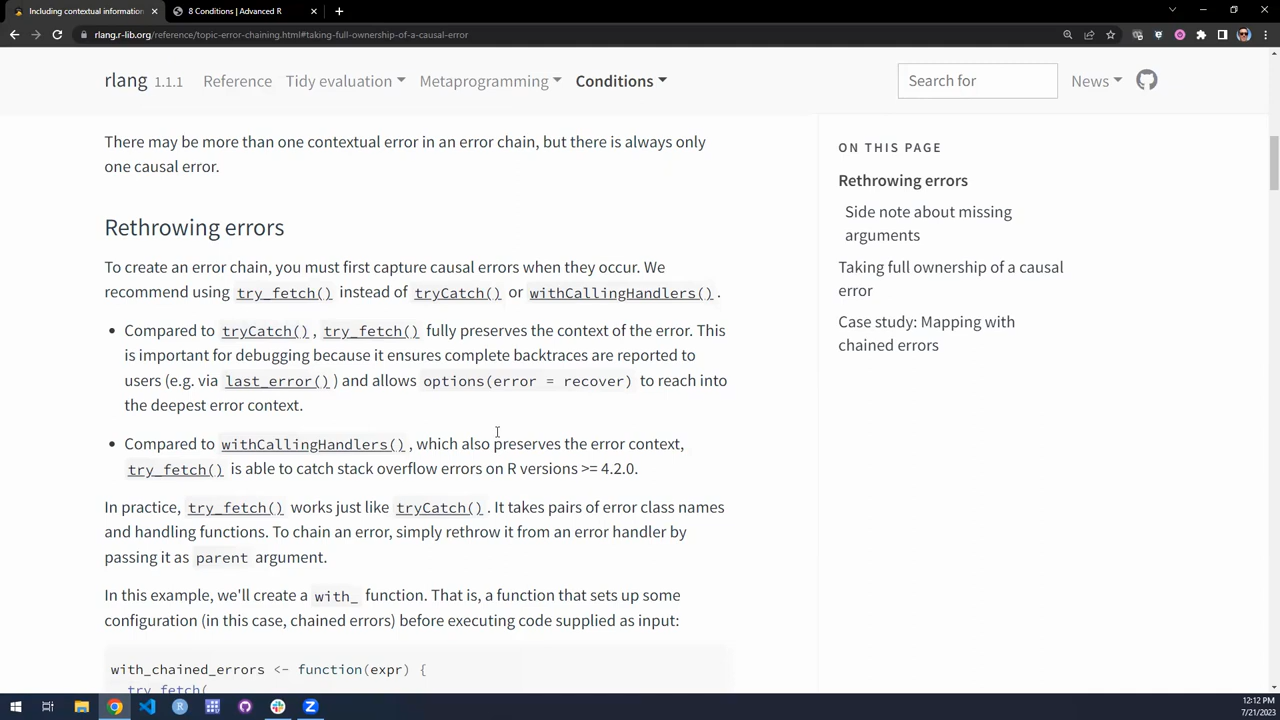 Including contextual information
8 Conditions | Advanced R
rlang.r-lib.org/reference/topic-error-chaining.html#taking-full-ownership-of-a-causal-error
rlang 1.1.1 Reference Tidy evaluation Metaprogramming Conditions Search for News
There may be more than one contextual error in an error chain, but there is always only
one causal error.
Rethrowing errors
To create an error chain, you must first capture causal errors when they occur. We
recommend using try_fetch() instead of tryCatch() or withCallingHandlers().
• Compared to tryCatch(), try_fetch() fully preserves the context of the error. This
is important for debugging because it ensures complete backtraces are reported to
users (e.g. via last_error()) and allows options(error = recover) to reach into
the deepest error context.
• Compared to withCallingHandlers(), which also preserves the error context,
try_fetch() is able to catch stack overflow errors on R versions >= 4.2.0.
In practice, try_fetch() works just like tryCatch(). It takes pairs of error class names
and handling functions. To chain an error, simply rethrow it from an error handler by
passing it as parent argument.
In this example, we'll create a with_ function. That is, a function that sets up some
configuration (in this case, chained errors) before executing code supplied as input:
with_chained_errors <- function(expr) {
try_fetch(
ON THIS PAGE
Rethrowing errors
Side note about missing
arguments
Taking full ownership of a causal
error
Case study: Mapping with
chained errors
12:12 PM
7/21/2023